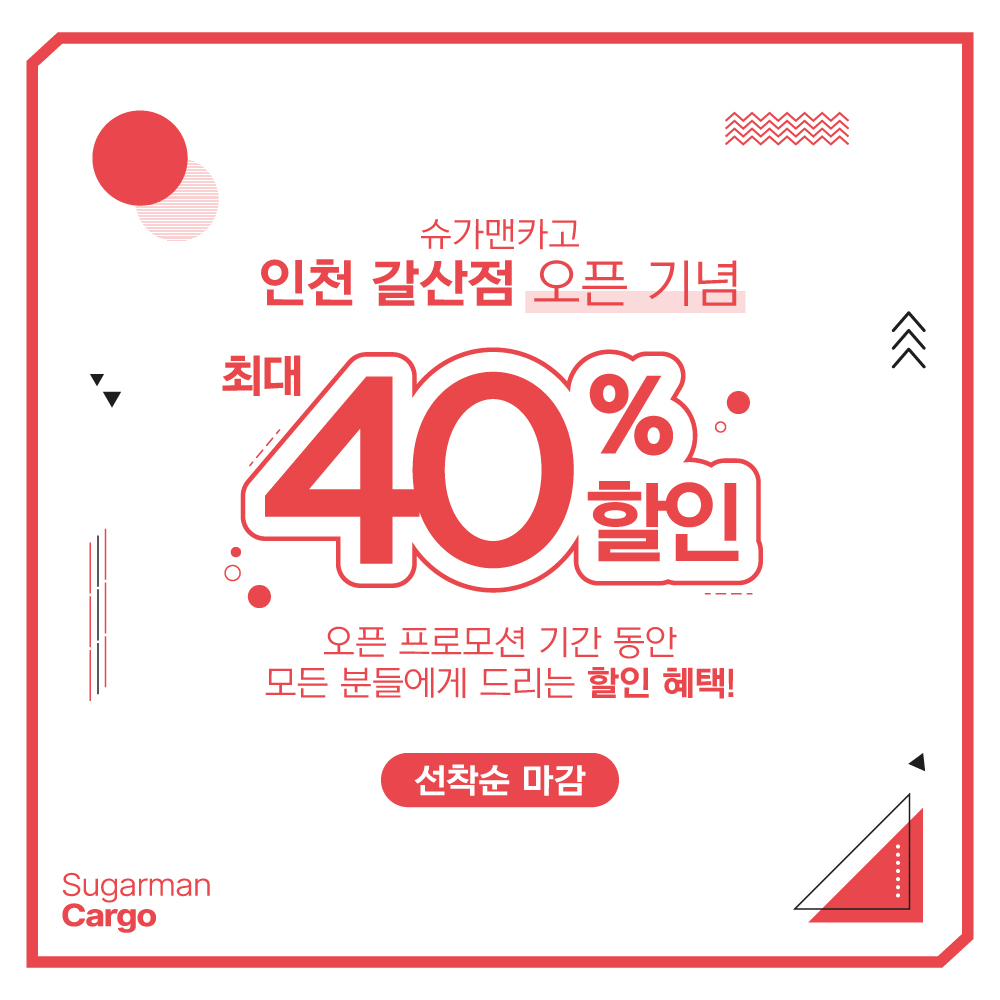 슈가맨카고
인천 갈산점 오픈 기념
최대
40%
할인
오픈 프로모션 기간 동안
모든 분들에게 드리는 할인 혜택!
선착순 마감
Sugarman
Cargo